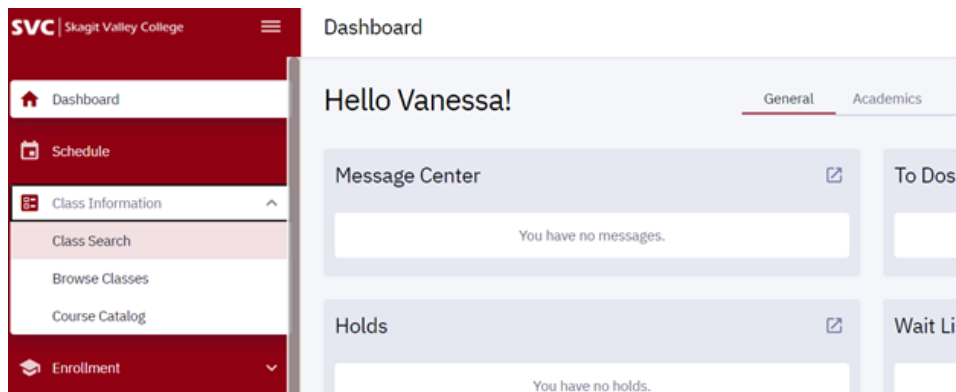 SVC | Skagit Valley College
Dashboard
Schedule
Class Information
Class Search
Browse Classes
Course Catalog
Enrollment
Dashboard
Hello Vanessa!
General Academics
Message Center
You have no messages.
To Dos
Holds
You have no holds.
Wait Li